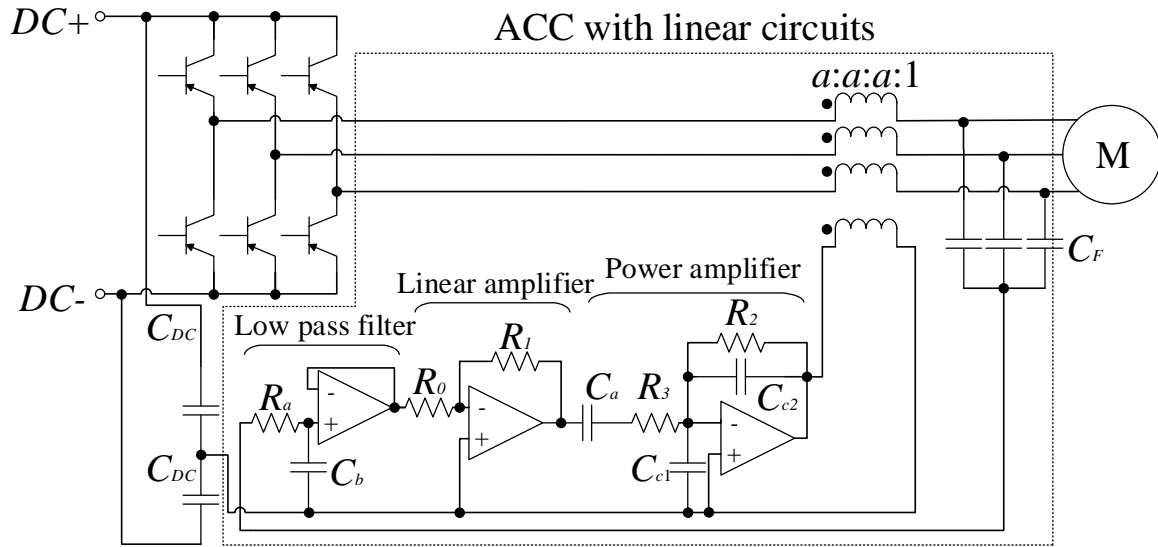 DC+
ACC with linear circuits
a:a:a:1
M
DC-
C_F
Power amplifier
Linear amplifier
Low pass filter
C_DC
R_2
R_1
R_a
R_0
C_a
R_3
C_c2
-
+
-
+
-
+
C_DC
C_b
C_c1